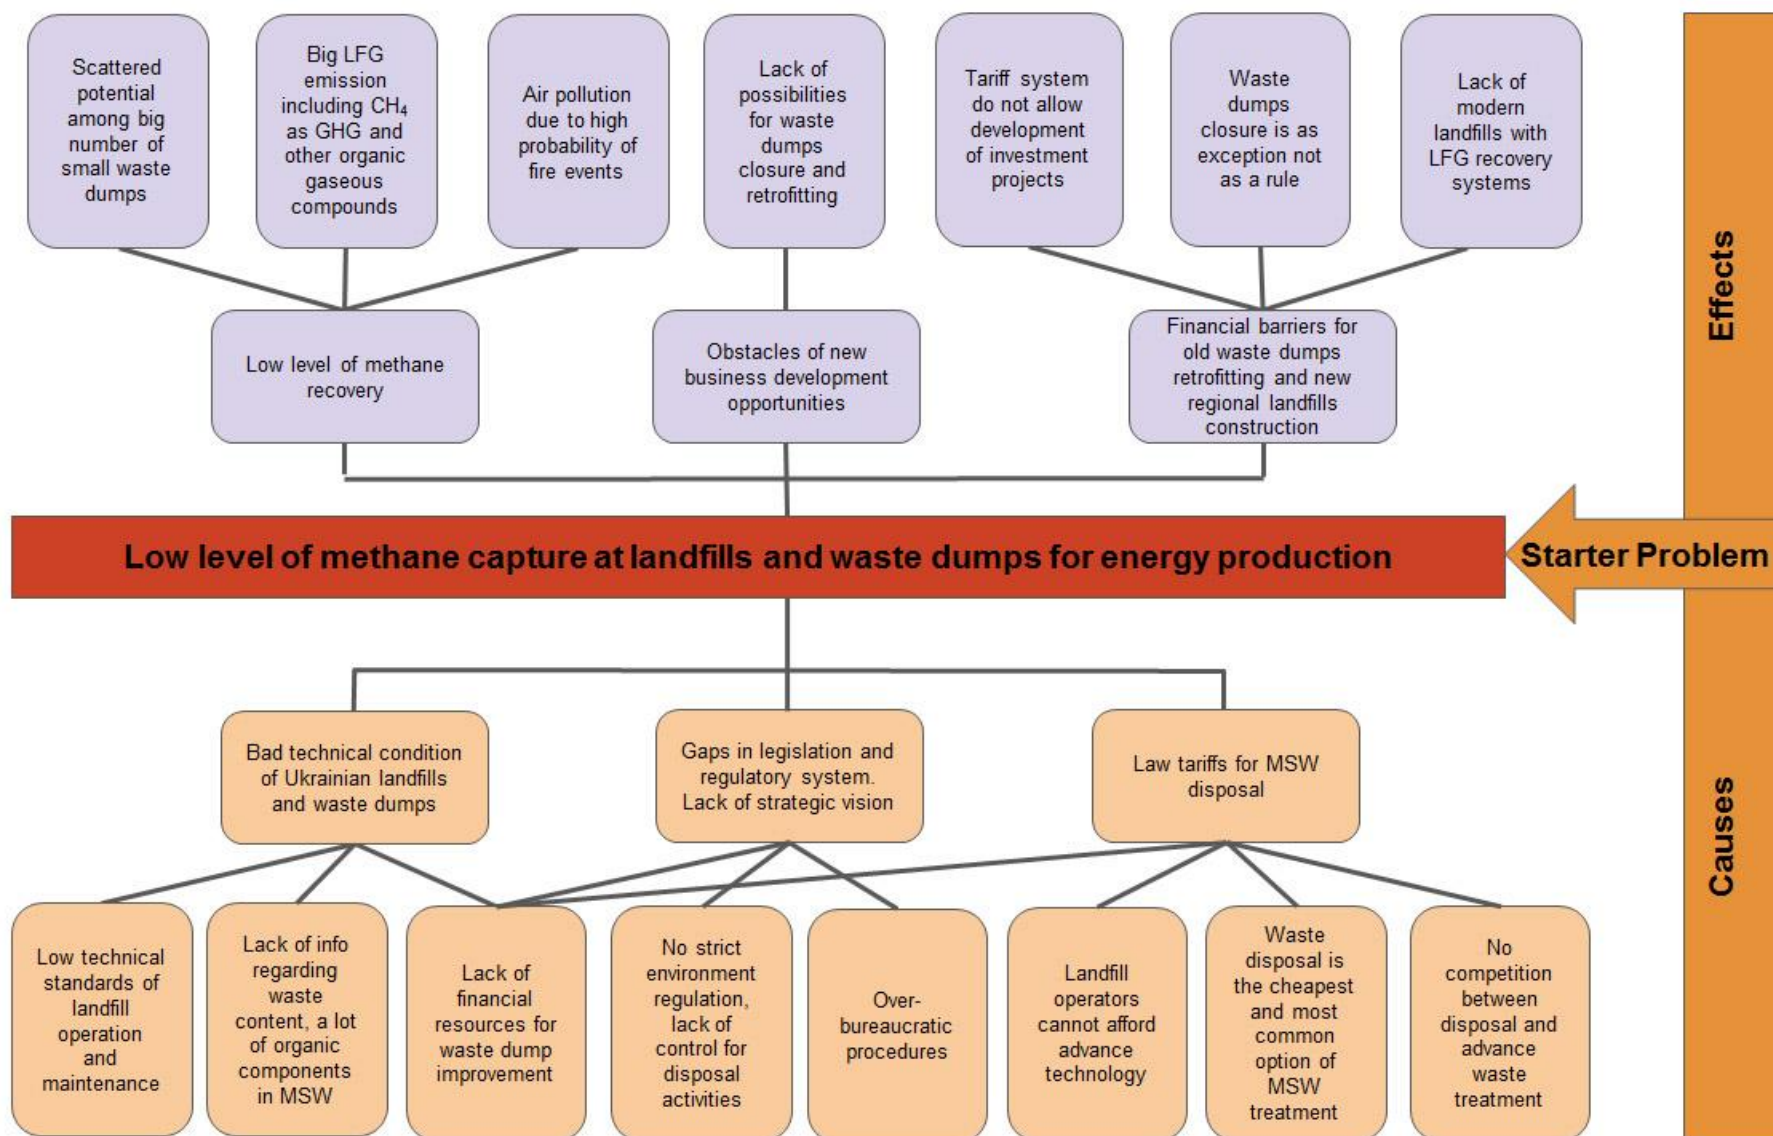 Scattered
potential
among big
number of
small waste
dumps
Big LFG
emission
including CH₄
as GHG and
other organic
gaseous
compounds
Air pollution
due to high
probability of
fire events
Lack of
possibilities
for waste
dumps
closure and
retrofitting
Tariff system
do not allow
development
of investment
projects
Waste
dumps
closure is as
exception not
as a rule
Lack of
modern
landfills with
LFG recovery
systems
Effects
Low level of methane
recovery
Obstacles of new
business development
opportunities
Financial barriers for
old waste dumps
retrofitting and new
regional landfills
construction
Low level of methane capture at landfills and waste dumps for energy production
Starter Problem
Bad technical condition
of Ukrainian landfills
and waste dumps
Gaps in legislation and
regulatory system.
Lack of strategic vision
Law tariffs for MSW
disposal
Causes
Low technical
standards of
landfill
operation
and
maintenance
Lack of info
regarding
waste
content, a lot
of organic
components
in MSW
Lack of
financial
resources for
waste dump
improvement
No strict
environment
regulation,
lack of
control for
disposal
activities
Over-
bureaucratic
procedures
Landfill
operators
cannot afford
advance
technology
Waste
disposal is
the cheapest
and most
common
option of
MSW
treatment
No
competition
between
disposal and
advance
waste
treatment